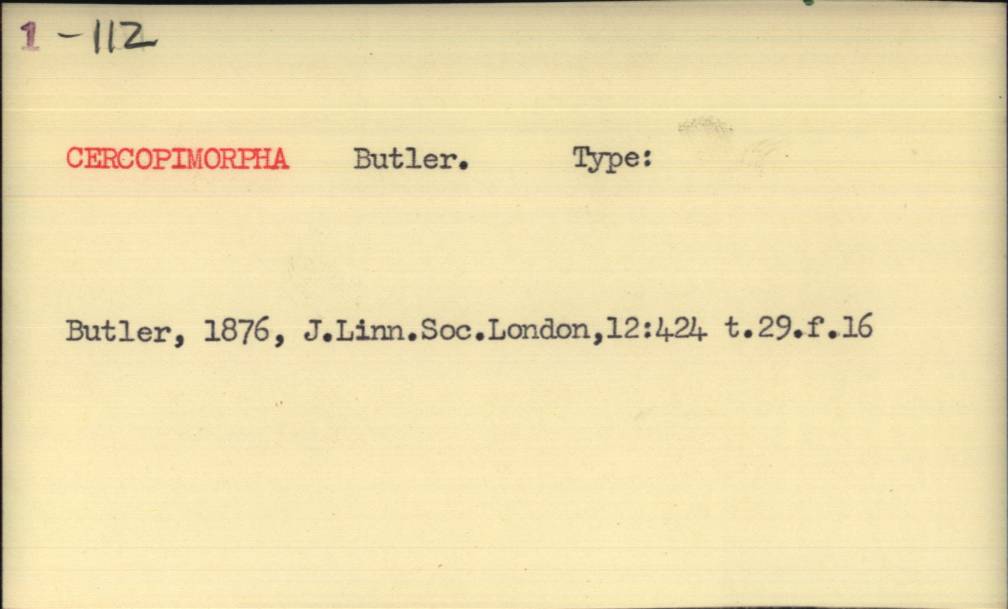 1 -112
CERCOPIMORPHA Butler. Type:
Butler, 1876, J.Linn.Soc.London,12:424 t.29.f.16